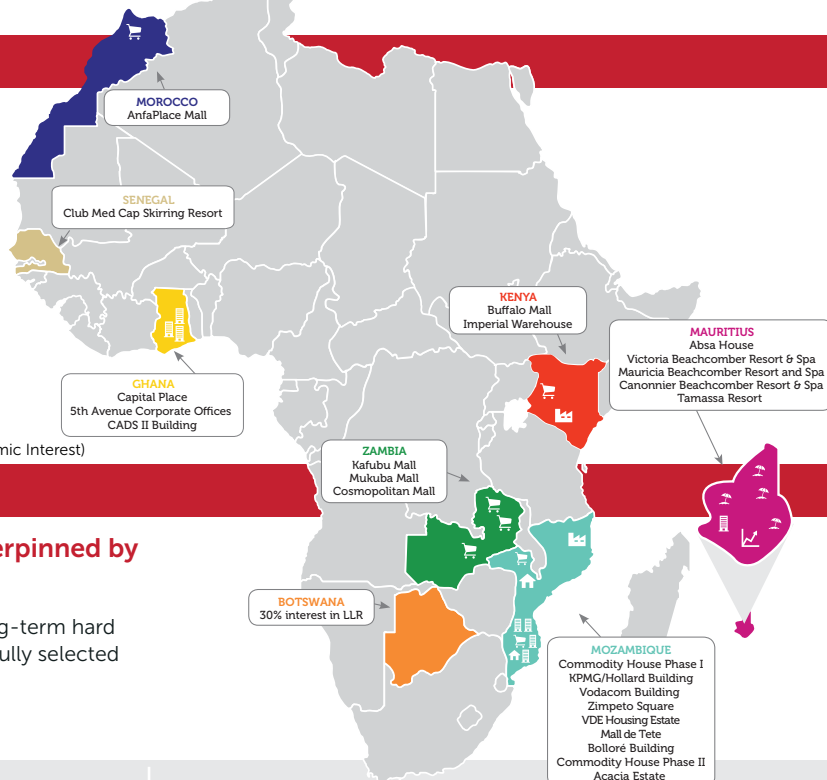 MOROCCO
AnfaPlace Mall
SENEGAL
Club Med Cap Skirring Resort
KENYA
Buffalo Mall
Imperial Warehouse
MAURITIUS
Absa House
Victoria Beachcomber Resort & Spa
Mauricia Beachcomber Resort and Spa
Canonnier Beachcomber Resort & Spa
Tamassa Resort
GHANA
Capital Place
5th Avenue Corporate Offices
CADS II Building
mic Interest)
ZAMBIA
Kafubu Mall
Mukuba Mall
Cosmopolitan Mall
erpinned by
BOTSWANA
30% interest in LLR
g-term hard
fully selected
MOZAMBIQUE
Commodity House Phase I
KPMG/Hollard Building
Vodacom Building
Zimpeto Square
VDE Housing Estate
Mall de Tete
Bolloré Building
Commodity House Phase II
Acacia Estate